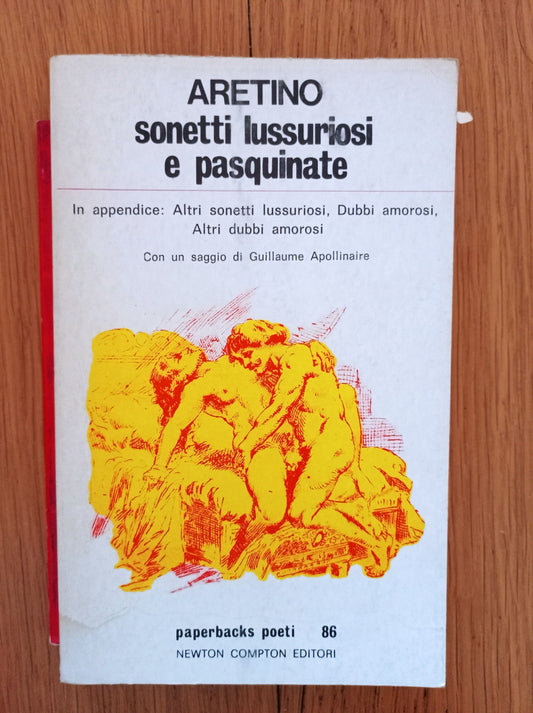 ARETINO
sonetti lussuriosi
e pasquinate
In appendice: Altri sonetti lussuriosi, Dubbi amorosi,
Altri dubbi amorosi
Con un saggio di Guillaume Apollinaire
paperbacks poeti 86
NEWTON COMPTON EDITORI